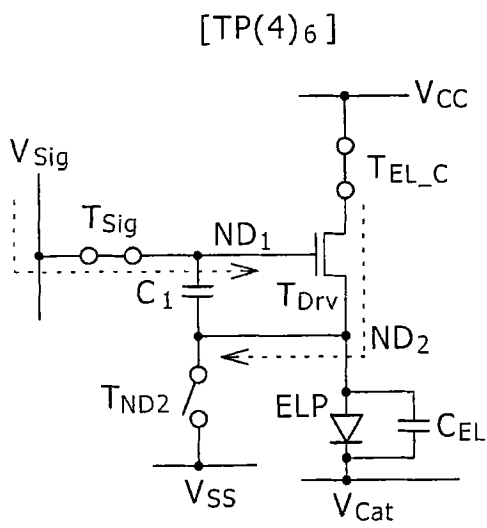 [TP(4)6]
VCC
VSig
TEL_C
TSig
ND1
C1
TDrv
ND2
TND2
ELP
CEL
VSS
VCat